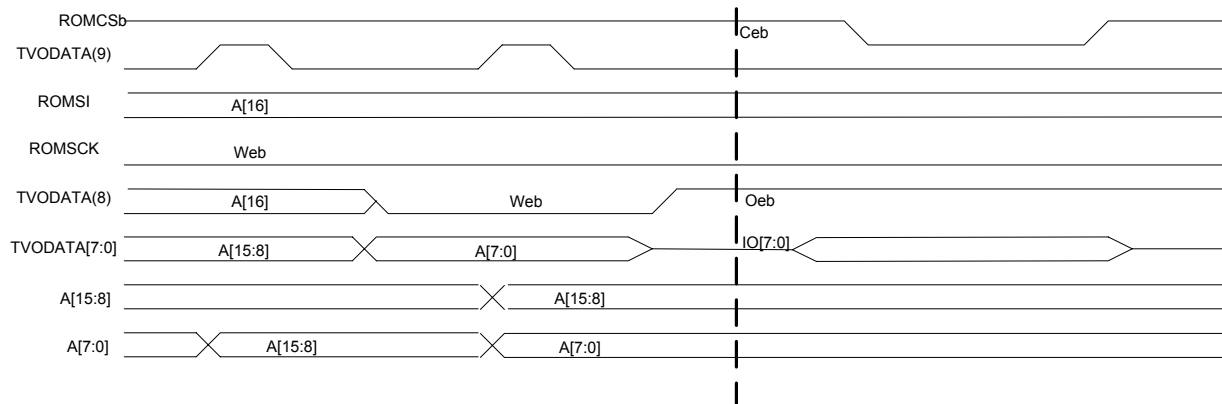 ROMCSb
Ceb
TVODATA(9)
ROMSI
A[16]
ROMSCK
Web
TVODATA(8)
A[16]
Web
Oeb
TVODATA[7:0]
A[15:8]
A[7:0]
IO[7:0]
A[15:8]
A[15:8]
A[7:0]
A[15:8]
A[7:0]